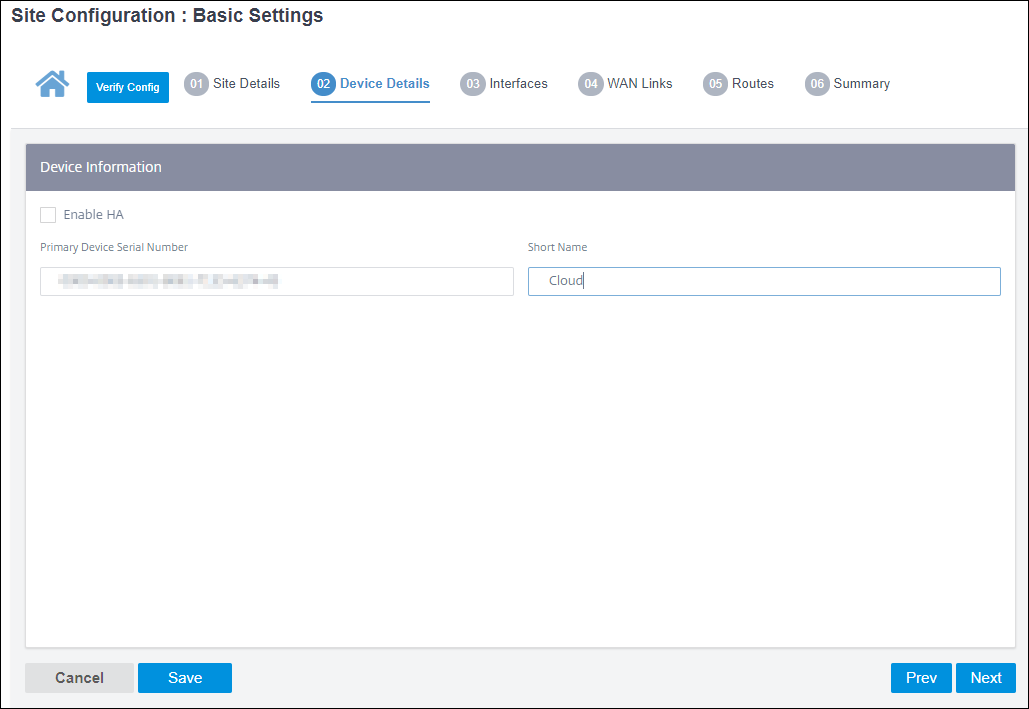 Site Configuration : Basic Settings
Verify Config
01 Site Details
02 Device Details
03 Interfaces
04 WAN Links
05 Routes
06 Summary
Device Information
Enable HA
Primary Device Serial Number
Short Name
Cloud
Cancel
Save
Prev
Next